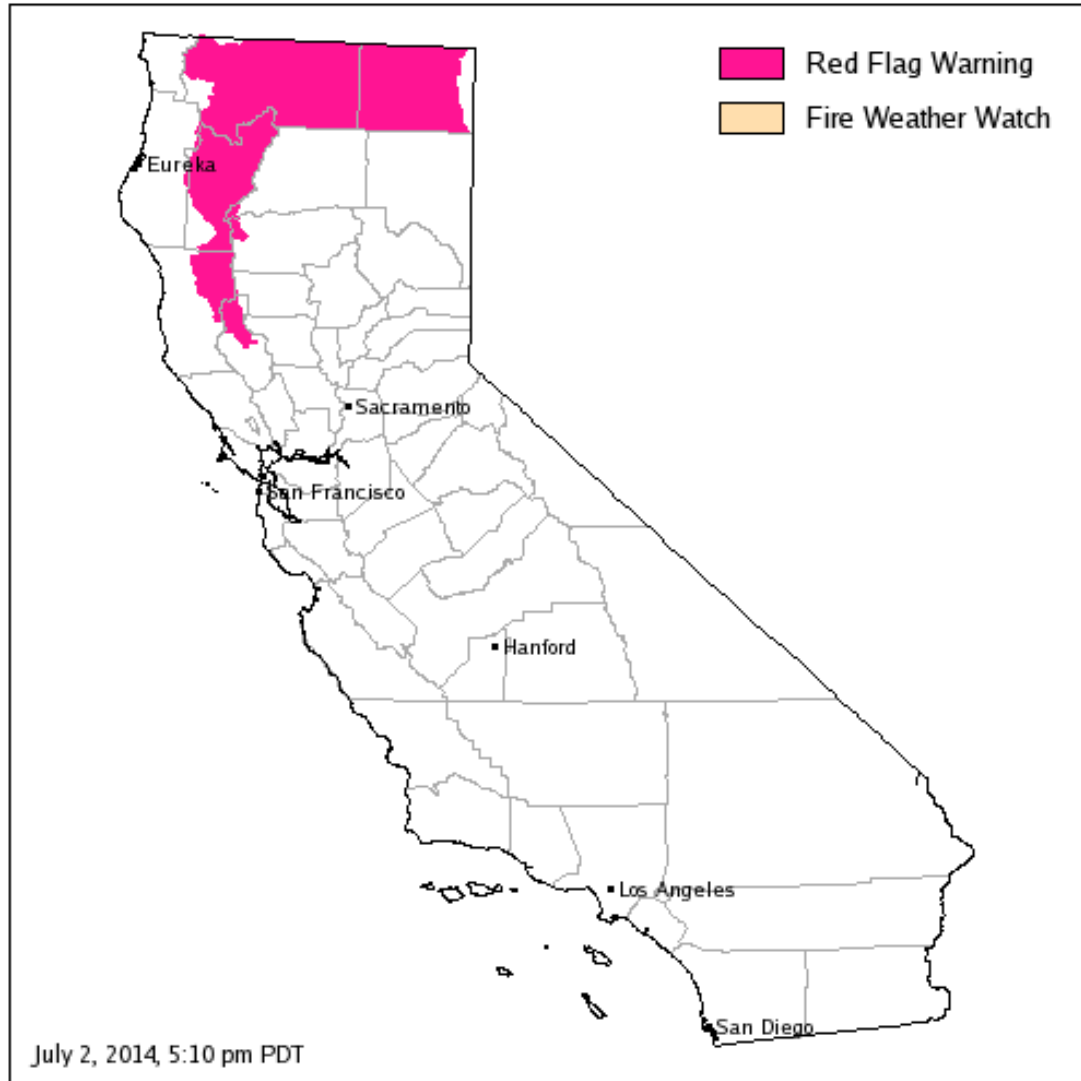 Red Flag Warning
Fire Weather Watch
Eureka
Sacramento
San Francisco
Hanford
Los Angeles
San Diego
July 2, 2014, 5:10 pm PDT